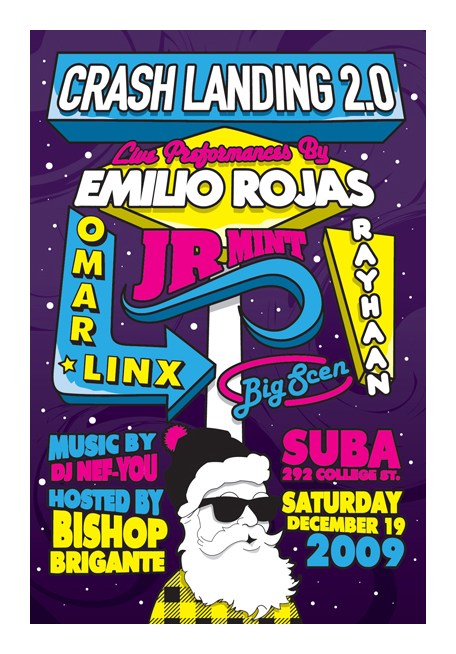 CRASH LANDING 2.0
Live Preformances By
EMILIO ROJAS
JR MINT
OMAR
LINX
RAYHAAN
Big Scen
MUSIC BY
DJ NEF-YOU
HOSTED BY
BISHOP
BRIGANTE
SUBA
292 COLLEGE ST.
SATURDAY
DECEMBER 19
2009